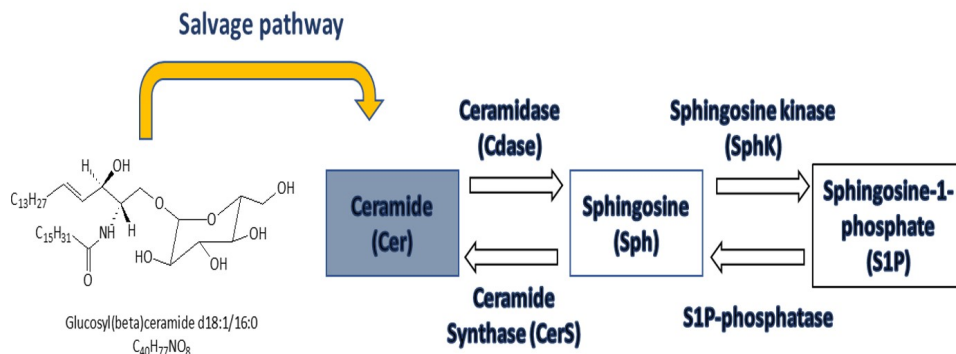 Salvage pathway
Ceramidase
(Cdase)
Sphingosine kinase
(SphK)
H
OH
C13H27
O
O
OH
C15H31
NH
H
O
HO
OH
OH
Ceramide
(Cer)
Sphingosine
(Sph)
Sphingosine-1-
phosphate
(S1P)
Ceramide
Synthase (CerS)
S1P-phosphatase
Glucosyl(beta)ceramide d18:1/16:0
C40H77NO8